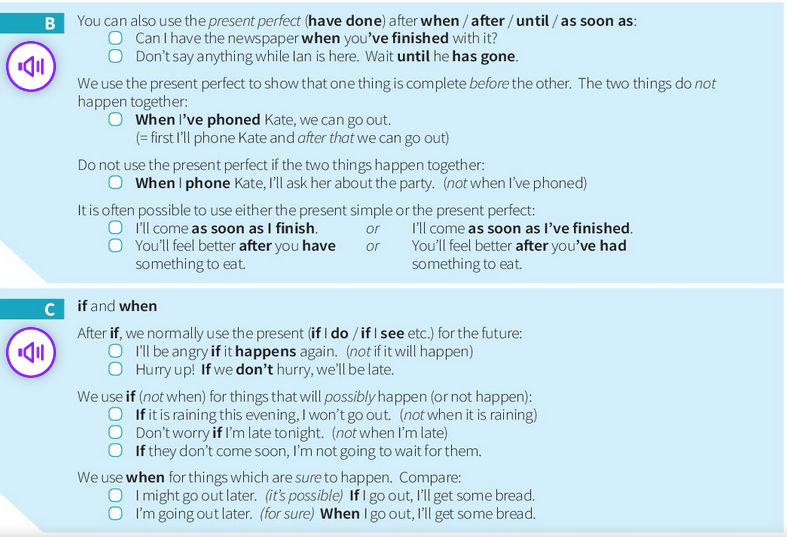 B
You can also use the present perfect (have done) after when / after / until / as soon as:
Can I have the newspaper when you've finished with it?
Don't say anything while Ian is here. Wait until he has gone.
We use the present perfect to show that one thing is complete before the other. The two things do not
happen together:
When I've phoned Kate, we can go out.
(= first I'll phone Kate and after that we can go out)
Do not use the present perfect if the two things happen together:
When I phone Kate, I'll ask her about the party. (not when I've phoned)
It is often possible to use either the present simple or the present perfect:
I'll come as soon as I finish. or I'll come as soon as I've finished.
You'll feel better after you have or You'll feel better after you've had
something to eat. something to eat.
C
if and when
After if, we normally use the present (if I do / if I see etc.) for the future:
I'll be angry if it happens again. (not if it will happen)
Hurry up! If we don't hurry, we'll be late.
We use if (not when) for things that will possibly happen (or not happen):
If it is raining this evening, I won't go out. (not when it is raining)
Don't worry if I'm late tonight. (not when I'm late)
If they don't come soon, I'm not going to wait for them.
We use when for things which are sure to happen. Compare:
I might go out later. (it's possible) If I go out, I'll get some bread.
I'm going out later. (for sure) When I go out, I'll get some bread.